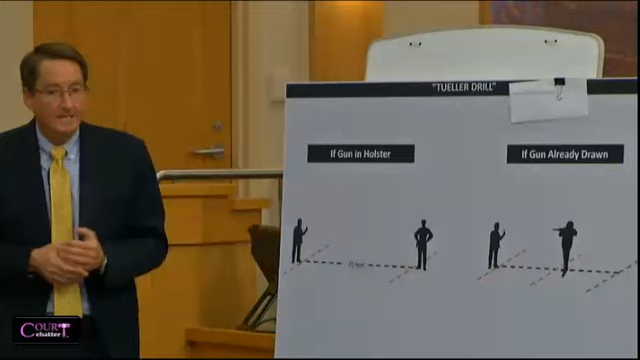 "TUELLER DRILL"
If Gun in Holster
If Gun Already Drawn
COURT
chatter